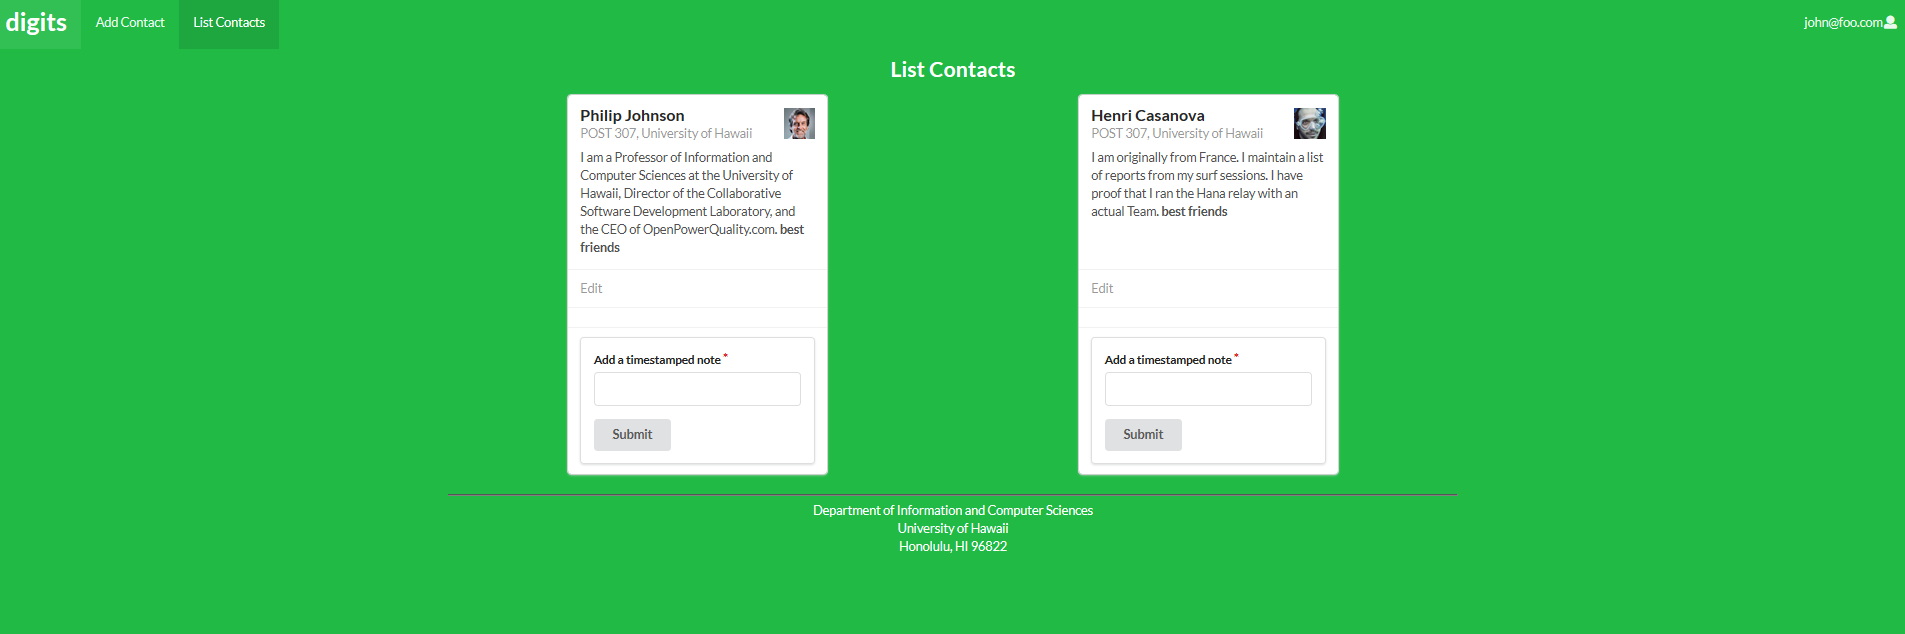 digits Add Contact List Contacts john@foo.com
List Contacts
Philip Johnson
POST 307, University of Hawaii
I am a Professor of Information and
Computer Sciences at the University of
Hawaii, Director of the Collaborative
Software Development Laboratory, and
the CEO of OpenPowerQuality.com. best
friends
Edit
Add a timestamped note *
Submit
Henri Casanova
POST 307, University of Hawaii
I am originally from France. I maintain a list
of reports from my surf sessions. I have
proof that I ran the Hana relay with an
actual Team. best friends
Edit
Add a timestamped note *
Submit
Department of Information and Computer Sciences
University of Hawaii
Honolulu, HI 96822